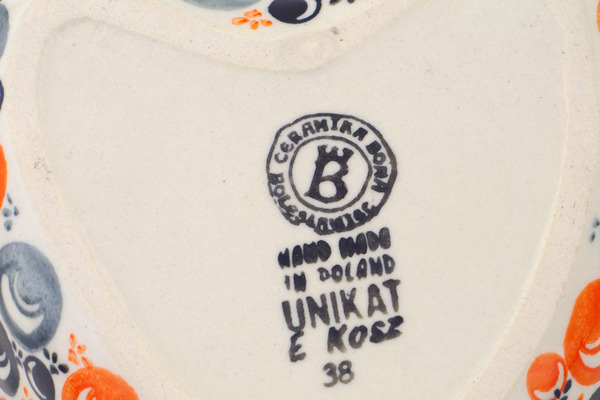 CERAMIKA BONA
BOLESŁAWIEC
B
HAND MADE
IN POLAND
UNIKAT
E KOSZ
38